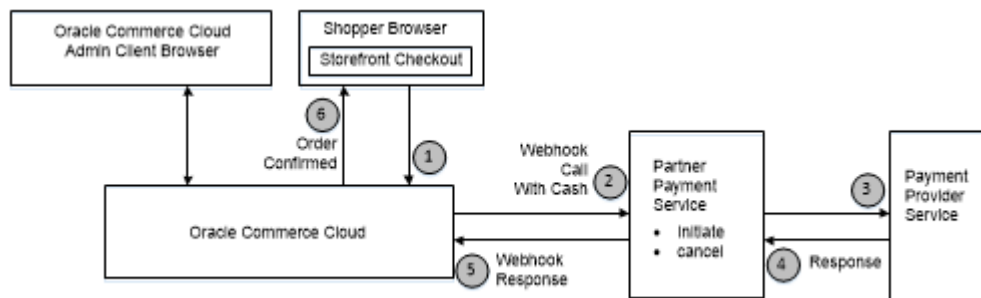 Oracle Commerce Cloud
Admin Client Browser
Shopper Browser
Storefront Checkout
6
Order
Confirmed
1
Webhook
Call
With Cash
2
Partner
Payment
Service
• Initiate
• cancel
3
Payment
Provider
Service
Oracle Commerce Cloud
5
Webhook
Response
4
Response